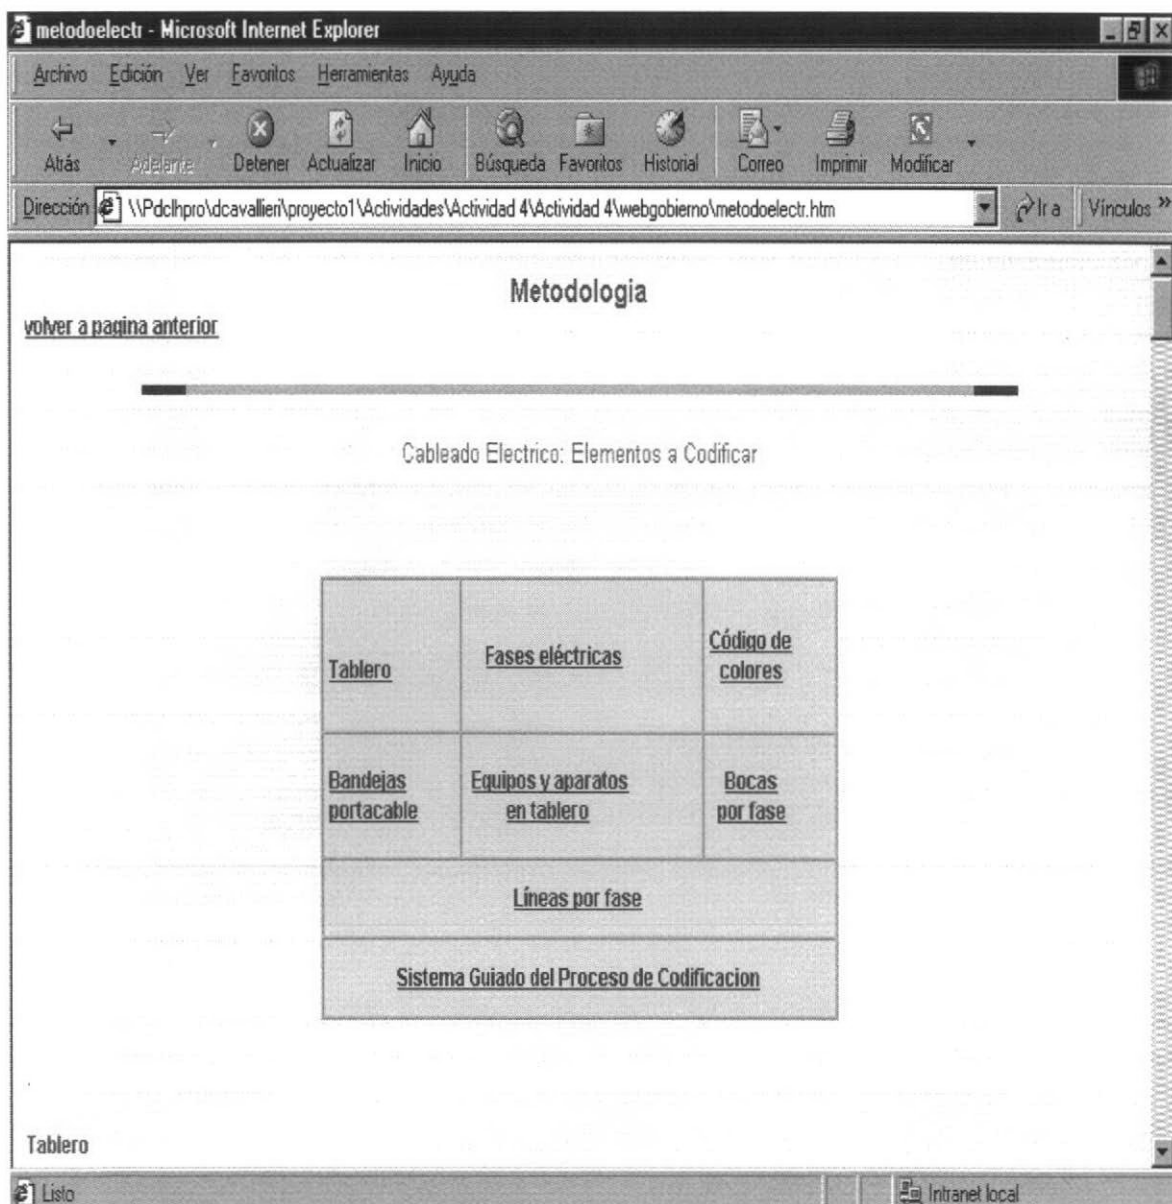 metodoelectr - Microsoft Internet Explorer
Archivo Edición Ver Favoritos Herramientas Ayuda
Atrás Adelante Detener Actualizar Inicio Búsqueda Favoritos Historial Correo Imprimir Modificar
Dirección \\Pdclhpro\dcavallieri\proyecto1\Actividades\Actividad 4\Actividad 4\webgobierno\metodoelectr.htm Ir a Vínculos »
Metodologia
volver a pagina anterior
Cableado Electrico: Elementos a Codificar
Tablero
Fases eléctricas
Código de
colores
Bandejas
portacable
Equipos y aparatos
en tablero
Bocas
por fase
Líneas por fase
Sistema Guiado del Proceso de Codificacion
Tablero
Listo Intranet local